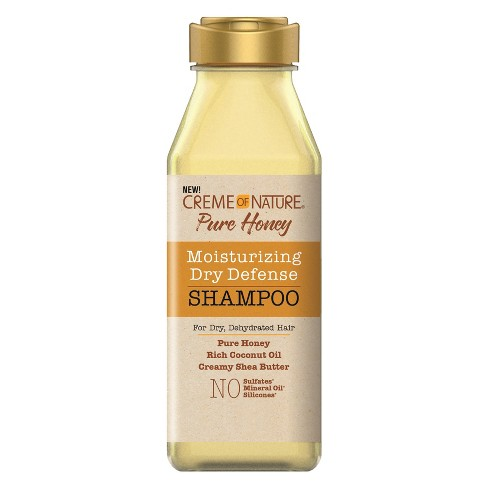 NEW!
CREME OF NATURE®
Pure Honey
Moisturizing
Dry Defense
SHAMPOO
For Dry, Dehydrated Hair
Pure Honey
Rich Coconut Oil
Creamy Shea Butter
NO Sulfates*
Mineral Oil*
Silicones*